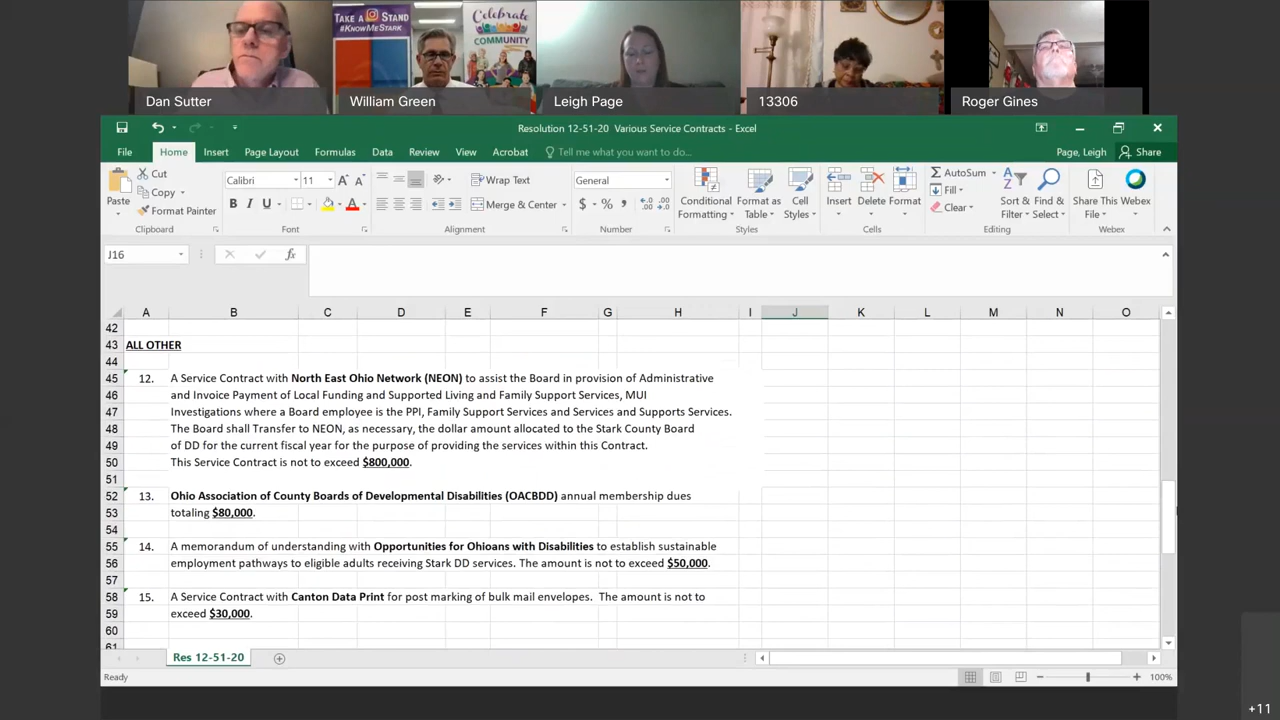 TAKE A STAND
#KNOWMESTARK
Celebrate
COMMUNITY
Dan Sutter
William Green
Leigh Page
13306
Roger Gines
Resolution 12-51-20 Various Service Contracts - Excel
File Home Insert Page Layout Formulas Data Review View Acrobat Tell me what you want to do... Page, Leigh Share
Paste
Cut
Copy
Format Painter
Calibri 11
B I U
Wrap Text
Merge & Center
General
$ % ,
Conditional Formatting
Format as Table
Cell Styles
Insert Delete Format
AutoSum
Fill
Clear
Sort & Filter
Find & Select
Share This File
Webex
Clipboard Font Alignment Number Styles Cells Editing Webex
J16 fx
A B C D E F G H I J K L M N O
42
43 ALL OTHER
44
45 12. A Service Contract with North East Ohio Network (NEON) to assist the Board in provision of Administrative
46 and Invoice Payment of Local Funding and Supported Living and Family Support Services, MUI
47 Investigations where a Board employee is the PPI, Family Support Services and Services and Supports Services.
48 The Board shall Transfer to NEON, as necessary, the dollar amount allocated to the Stark County Board
49 of DD for the current fiscal year for the purpose of providing the services within this Contract.
50 This Service Contract is not to exceed $800,000.
51
52 13. Ohio Association of County Boards of Developmental Disabilities (OACBDD) annual membership dues
53 totaling $80,000.
54
55 14. A memorandum of understanding with Opportunities for Ohioans with Disabilities to establish sustainable
56 employment pathways to eligible adults receiving Stark DD services. The amount is not to exceed $50,000.
57
58 15. A Service Contract with Canton Data Print for post marking of bulk mail envelopes. The amount is not to
59 exceed $30,000.
60
61
Res 12-51-20
Ready 100%
+11